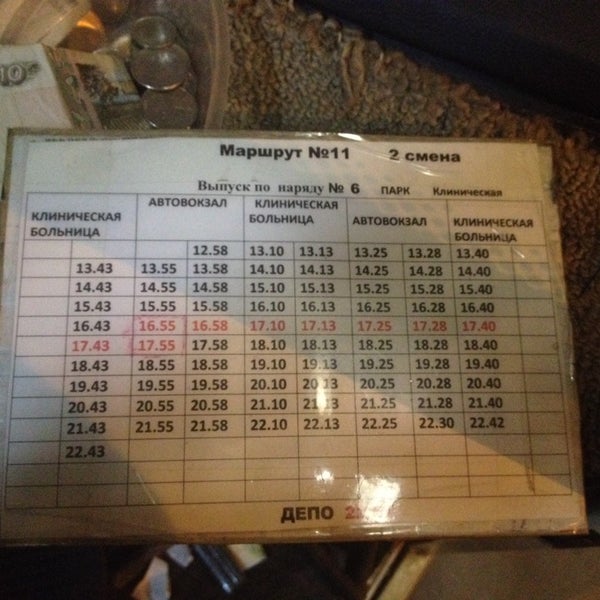 10
Маршрут №11 2 смена
Выпуск по наряду № 6 ПАРК Клиническая
КЛИНИЧЕСКАЯ БОЛЬНИЦА АВТОВОКЗАЛ КЛИНИЧЕСКАЯ БОЛЬНИЦА АВТОВОКЗАЛ КЛИНИЧЕСКАЯ БОЛЬНИЦА
12.58 13.10 13.13 13.25 13.28 13.40
13.43 13.55 13.58 14.10 14.13 14.25 14.28 14.40
14.43 14.55 14.58 15.10 15.13 15.25 15.28 15.40
15.43 15.55 15.58 16.10 16.13 16.25 16.28 16.40
16.43 16.55 16.58 17.10 17.13 17.25 17.28 17.40
17.43 17.55 17.58 18.10 18.13 18.25 18.28 18.40
18.43 18.55 18.58 19.10 19.13 19.25 19.28 19.40
19.43 19.55 19.58 20.10 20.13 20.25 20.28 20.40
20.43 20.55 20.58 21.10 21.13 21.25 21.28 21.40
21.43 21.55 21.58 22.10 22.13 22.25 22.30 22.42
22.43
ДЕПО